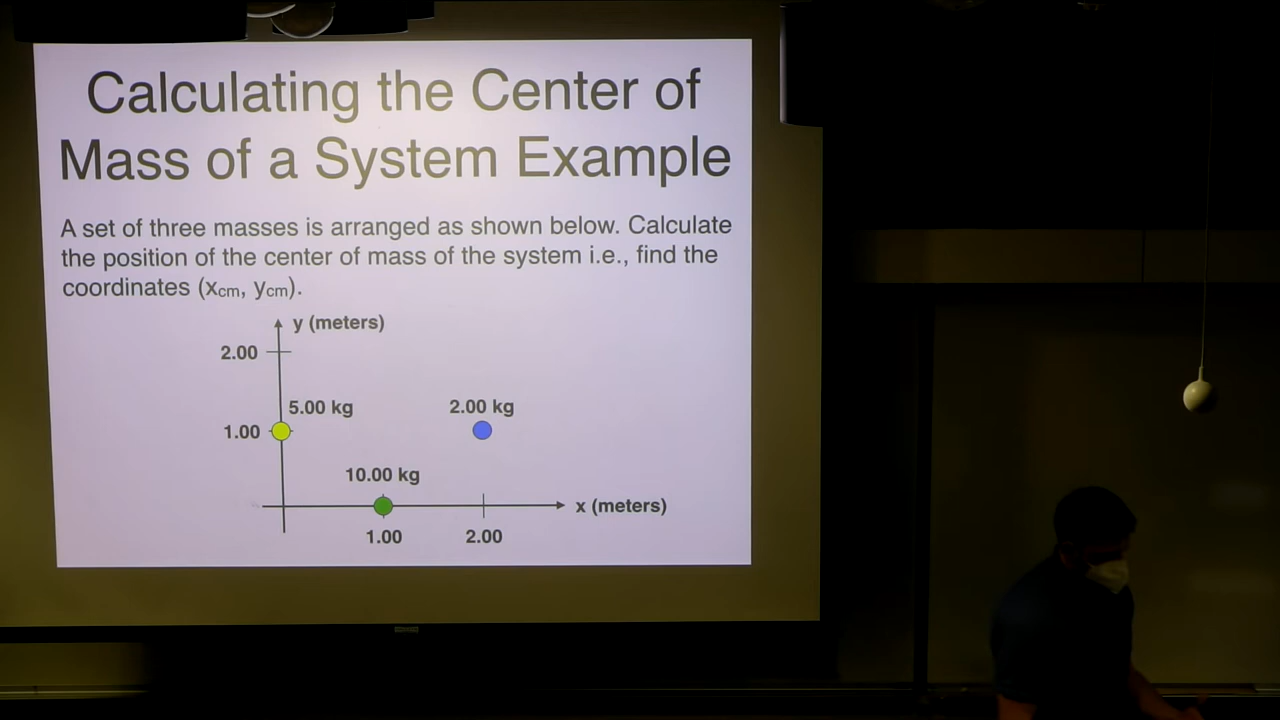 Calculating the Center of
Mass of a System Example
A set of three masses is arranged as shown below. Calculate
the position of the center of mass of the system i.e., find the
coordinates (xcm, ycm).
y (meters)
2.00
5.00 kg
2.00 kg
1.00
10.00 kg
x (meters)
1.00
2.00